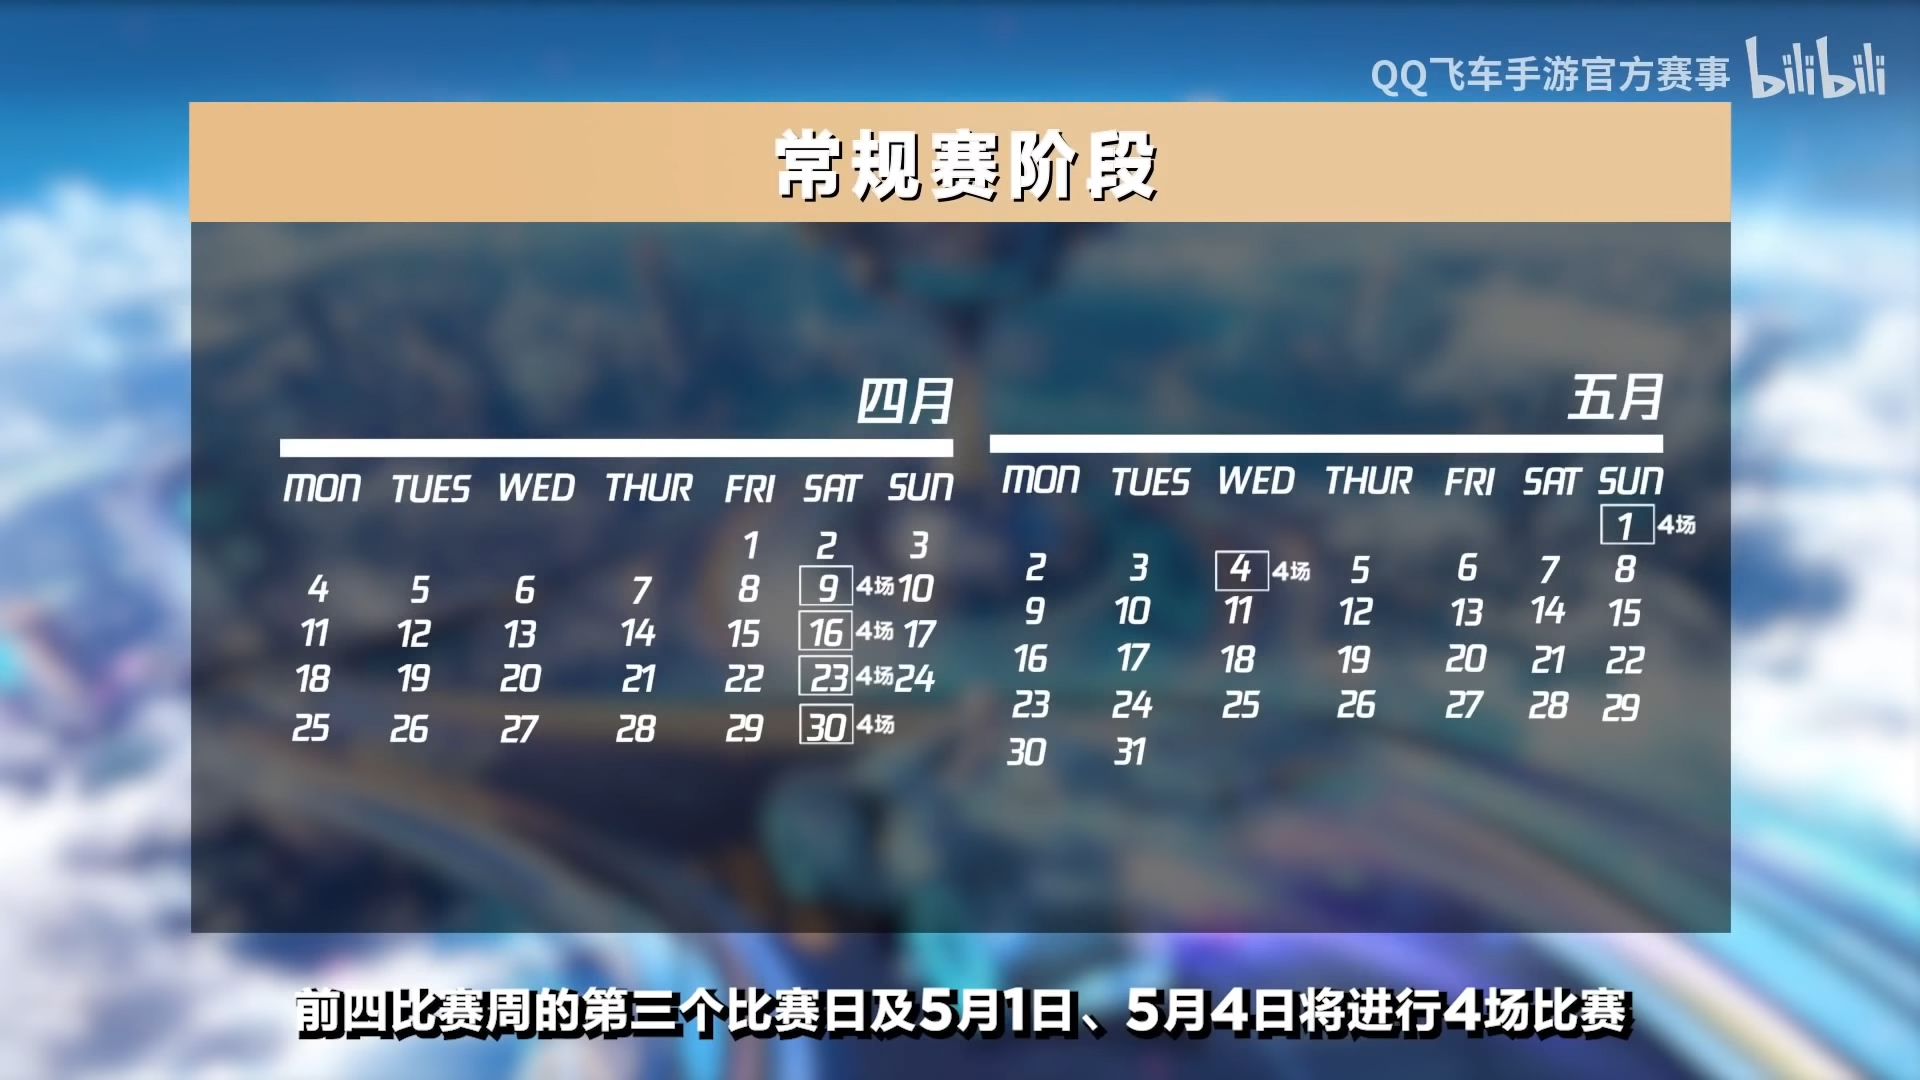 QQ飞车手游官方赛事 bilibili
常规赛阶段
四月
MON TUES WED THUR FRI SAT SUN
1 2 3
4 5 6 7 8 9 4场 10
11 12 13 14 15 16 4场 17
18 19 20 21 22 23 4场 24
25 26 27 28 29 30 4场
五月
MON TUES WED THUR FRI SAT SUN
1 4场
2 3 4 4场 5 6 7 8
9 10 11 12 13 14 15
16 17 18 19 20 21 22
23 24 25 26 27 28 29
30 31
前四比赛周的第三个比赛日及5月1日、5月4日将进行4场比赛